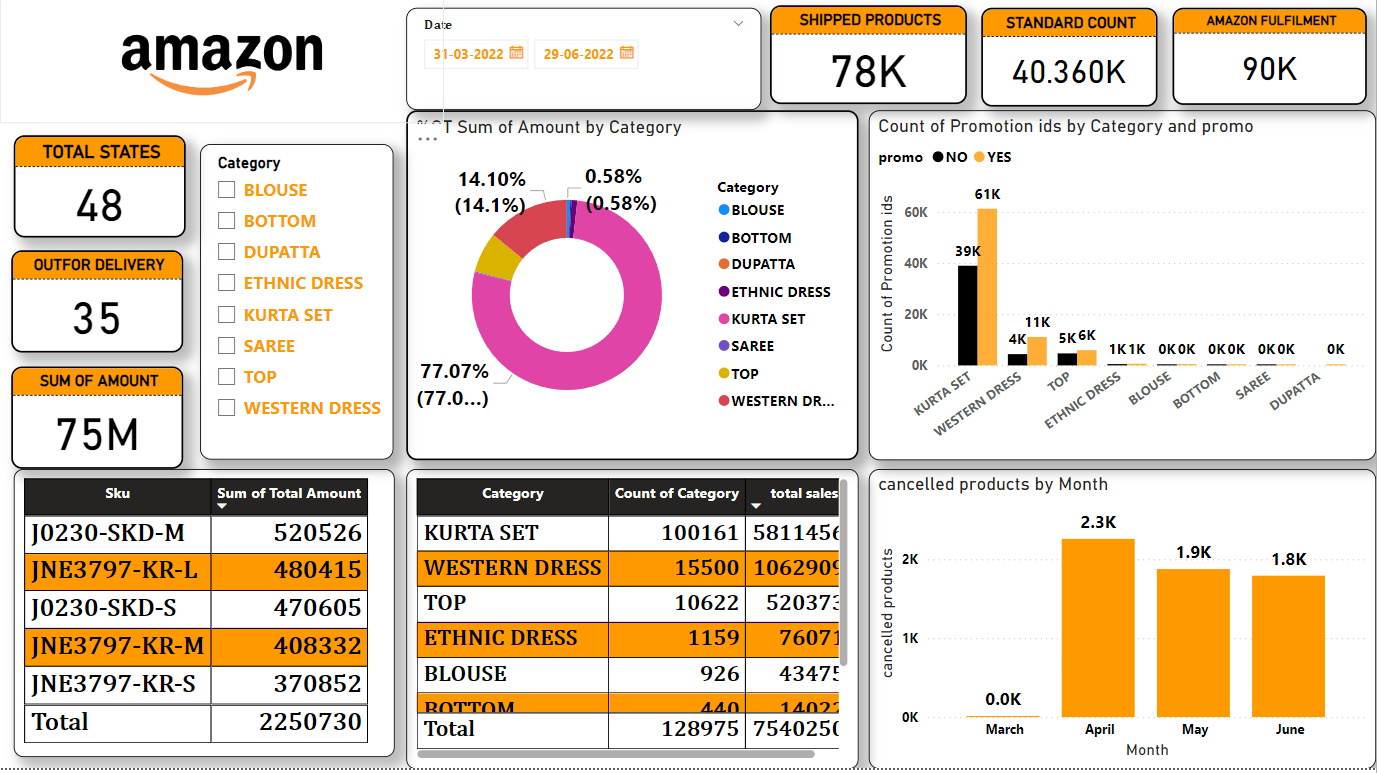 amazon
Date
31-03-2022 29-06-2022
SHIPPED PRODUCTS
78K
STANDARD COUNT
40.360K
AMAZON FULFILMENT
90K
TOTAL STATES
48
OUTFOR DELIVERY
35
SUM OF AMOUNT
75M
Category
BLOUSE
BOTTOM
DUPATTA
ETHNIC DRESS
KURTA SET
SAREE
TOP
WESTERN DRESS
%GT Sum of Amount by Category
14.10%
(14.1%)
0.58%
(0.58%)
77.07%
(77.0...)
Category
BLOUSE
BOTTOM
DUPATTA
ETHNIC DRESS
KURTA SET
SAREE
TOP
WESTERN DR...
Count of Promotion ids by Category and promo
promo NO YES
Count of Promotion ids
60K
40K
20K
0K
39K 61K
4K 11K
5K 6K
1K 1K
0K 0K
0K 0K
0K 0K
0K
KURTA SET
WESTERN DRESS
TOP
ETHNIC DRESS
BLOUSE
BOTTOM
SAREE
DUPATTA
Sku Sum of Total Amount
J0230-SKD-M 520526
JNE3797-KR-L 480415
J0230-SKD-S 470605
JNE3797-KR-M 408332
JNE3797-KR-S 370852
Total 2250730
Category Count of Category total sales
KURTA SET 100161 5811456
WESTERN DRESS 15500 1062909
TOP 10622 520373
ETHNIC DRESS 1159 76071
BLOUSE 926 43475
BOTTOM 440 14022
Total 128975 7540250
cancelled products by Month
cancelled products
2K
1K
0K
0.0K
2.3K
1.9K
1.8K
March April May June
Month